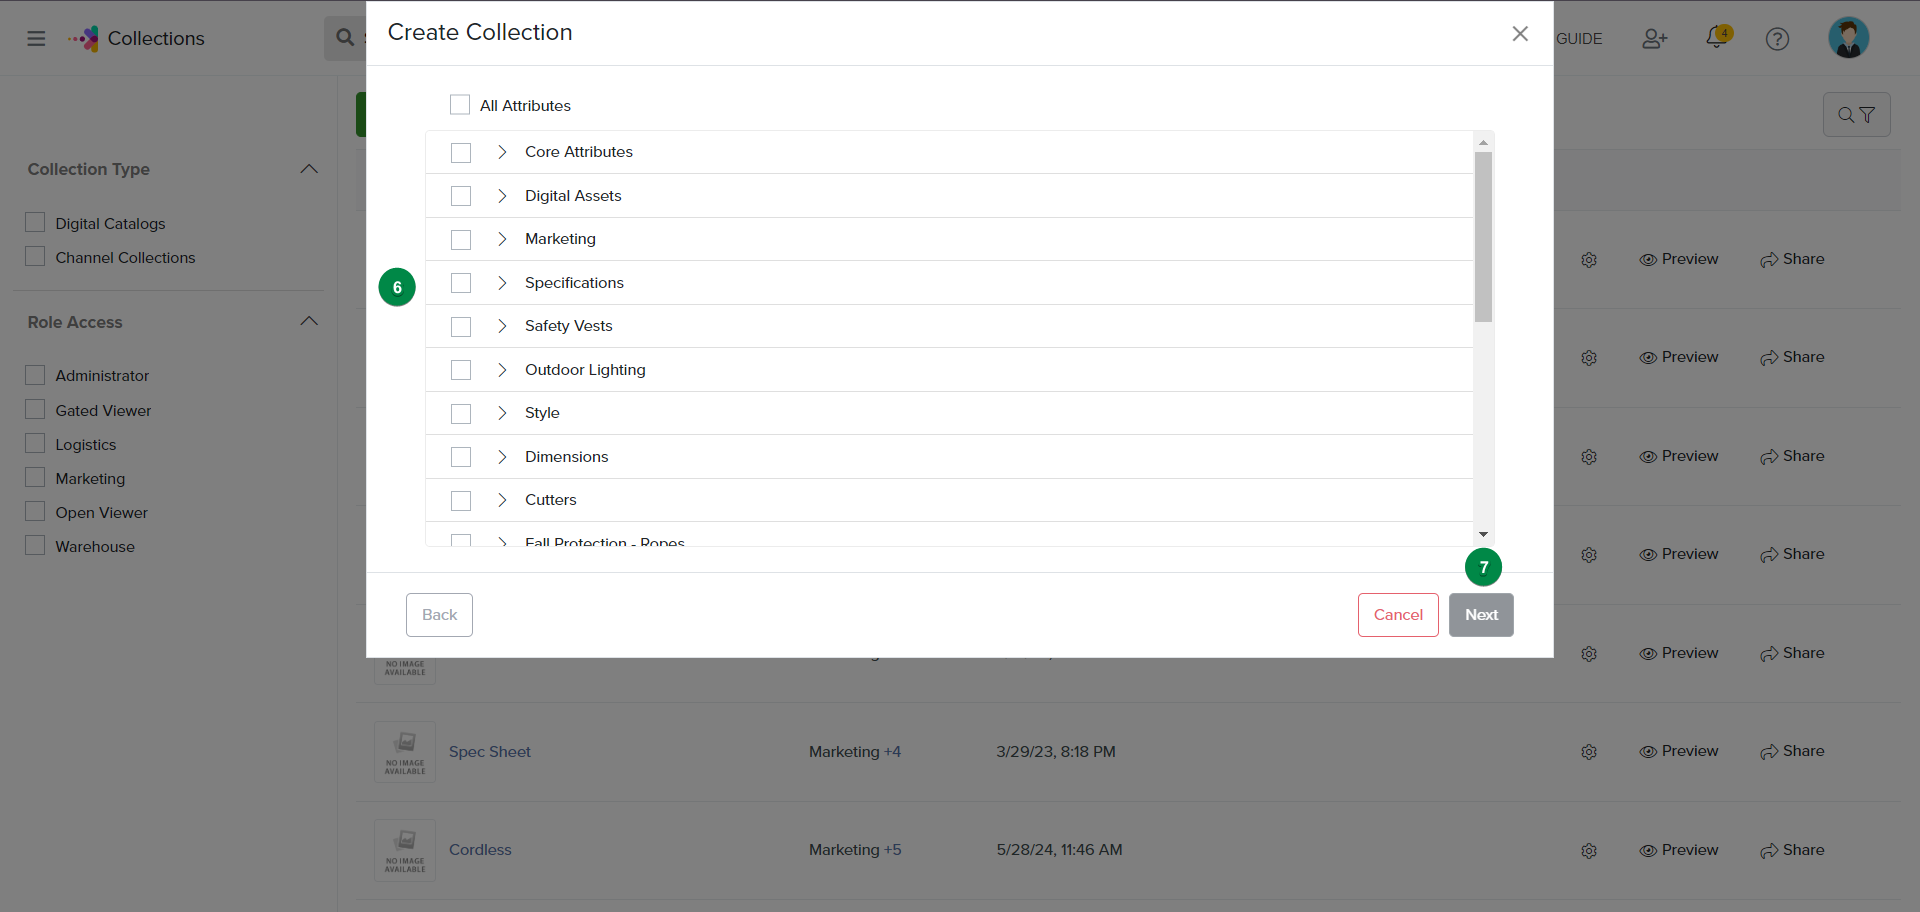 Create Collection
Collections
GUIDE
4
?
All Attributes
Core Attributes
Digital Assets
Marketing
Specifications
Safety Vests
Outdoor Lighting
Style
Dimensions
Cutters
Fall Protection - Ropes
6
7
Back
Cancel
Next
Collection Type
Digital Catalogs
Channel Collections
Role Access
Administrator
Gated Viewer
Logistics
Marketing
Open Viewer
Warehouse
Preview Share
Preview Share
Preview Share
Preview Share
NO IMAGE
AVAILABLE
Preview Share
NO IMAGE
AVAILABLE
Spec Sheet Marketing +4 3/29/23, 8:18 PM Preview Share
NO IMAGE
AVAILABLE
Cordless Marketing +5 5/28/24, 11:46 AM Preview Share